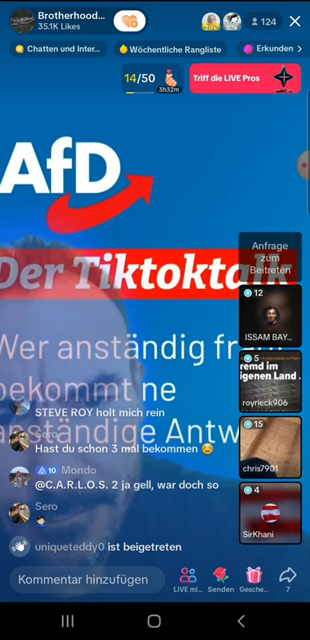 Brotherhood...
35.1K Likes
124
Chatten und Inter...
Wöchentliche Rangliste
Erkunden
14/50
3h32m
Triff die LIVE Pros
AfD
Der Tiktoktalk
Anfrage
zum
Beitreten
12
ISSAM BAY...
Wer anständig fr
bekommt ne
anständige Antw
5
remd im
igenen Land .
royrieck906
15
chris7901
4
SirKhani
STEVE ROY holt mich rein
Sero
Hast du schon 3 mal bekommen 😂
10 Mondo
@C.A.R.L.O.S. 2 ja gell, war doch so
Sero
uniqueteddy0 ist beigetreten
Kommentar hinzufügen
LIVE mi...
Senden
Gesche...
7